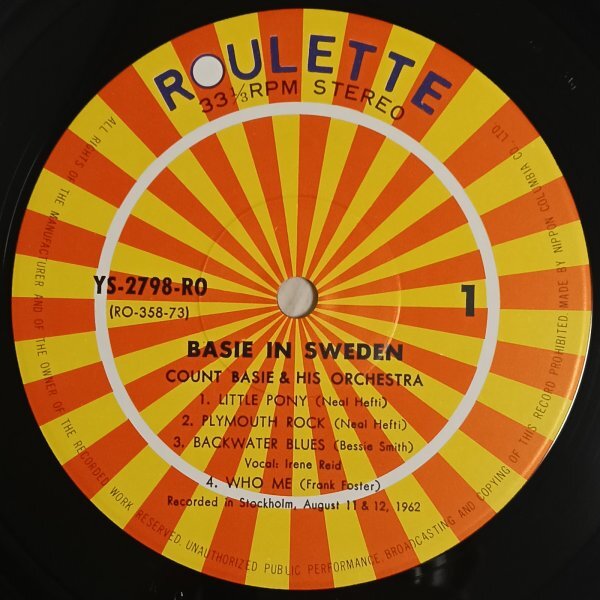 ROULETTE
33 1/3 RPM STEREO
YS-2798-RO
(RO-358-73)
1
BASIE IN SWEDEN
COUNT BASIE & HIS ORCHESTRA
1. LITTLE PONY (Neal Hefti)
2. PLYMOUTH ROCK (Neal Hefti)
3. BACKWATER BLUES (Bessie Smith)
Vocal: Irene Reid
4. WHO ME (Frank Foster)
Recorded in Stockholm, August 11 & 12, 1962
ALL RIGHTS OF THE MANUFACTURER AND OF THE OWNER OF THE RECORDED WORK RESERVED UNAUTHORIZED PUBLIC PERFORMANCE, BROADCASTING AND COPYING OF THIS RECORD PROHIBITED MADE BY NIPPON COLUMBIA CO., LTD.